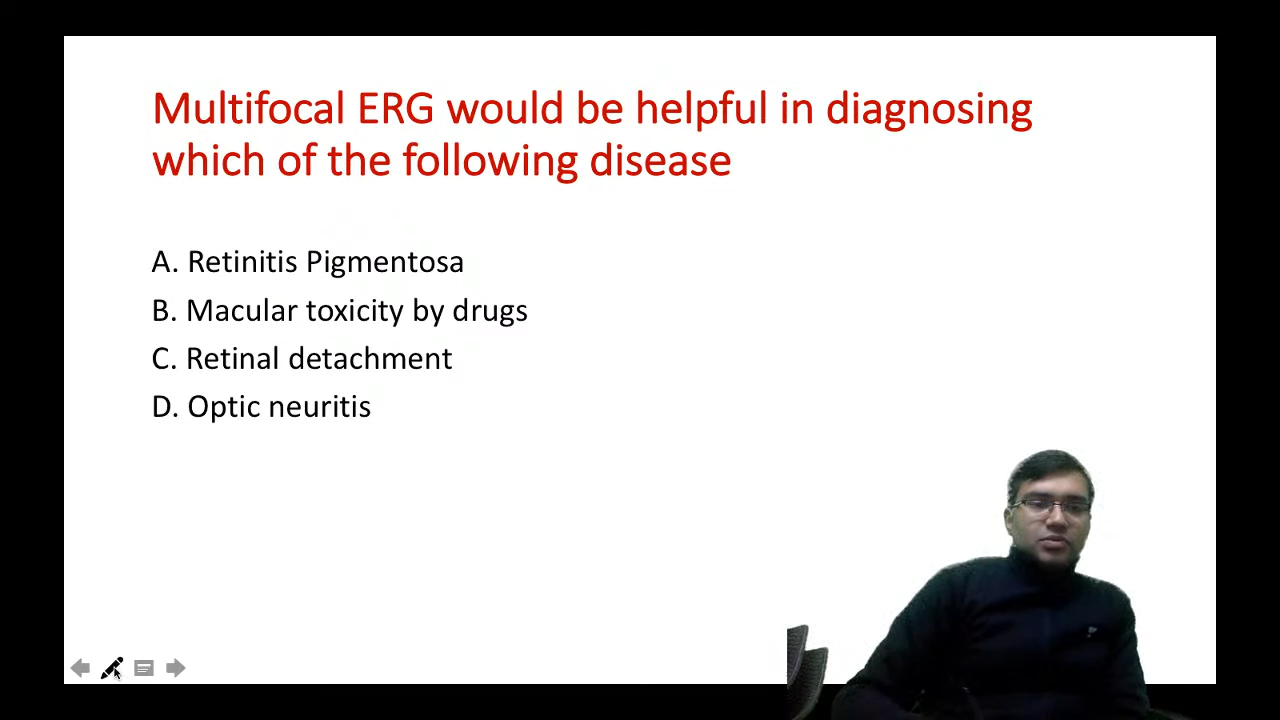 Multifocal ERG would be helpful in diagnosing
which of the following disease
A. Retinitis Pigmentosa
B. Macular toxicity by drugs
C. Retinal detachment
D. Optic neuritis